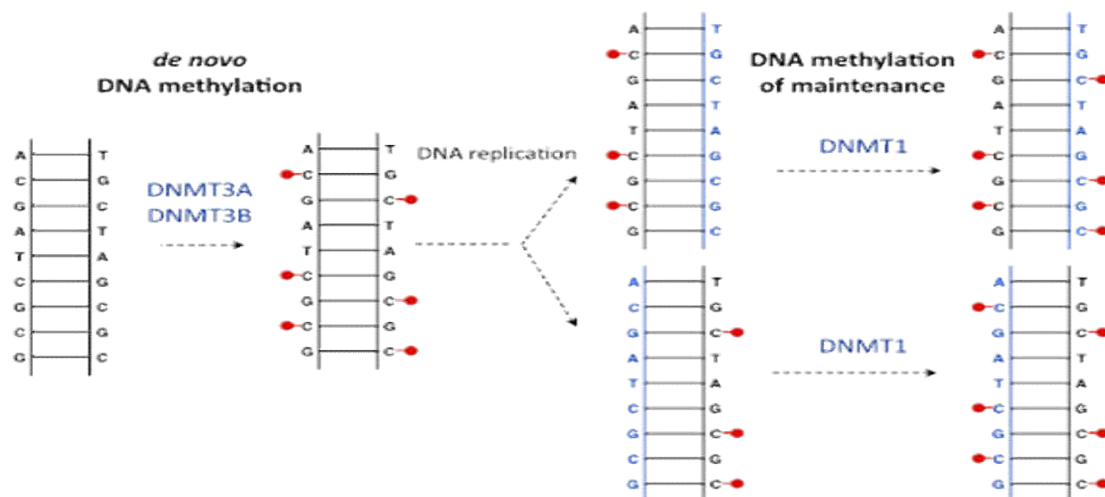 de novo
DNA methylation
A T
C G
G C
A T
T A
C G
G C
C G
G C
DNMT3A
DNMT3B
A T
C G
G C
A T
T A
C G
G C
C G
G C
DNA replication
A T
C G
G C
A T
T A
C G
G C
C G
G C
DNA methylation
of maintenance
DNMT1
A T
C G
G C
A T
T A
C G
G C
C G
G C
A T
C G
G C
A T
T A
C G
G C
C G
G C
DNMT1
A T
C G
G C
A T
T A
C G
G C
C G
G C